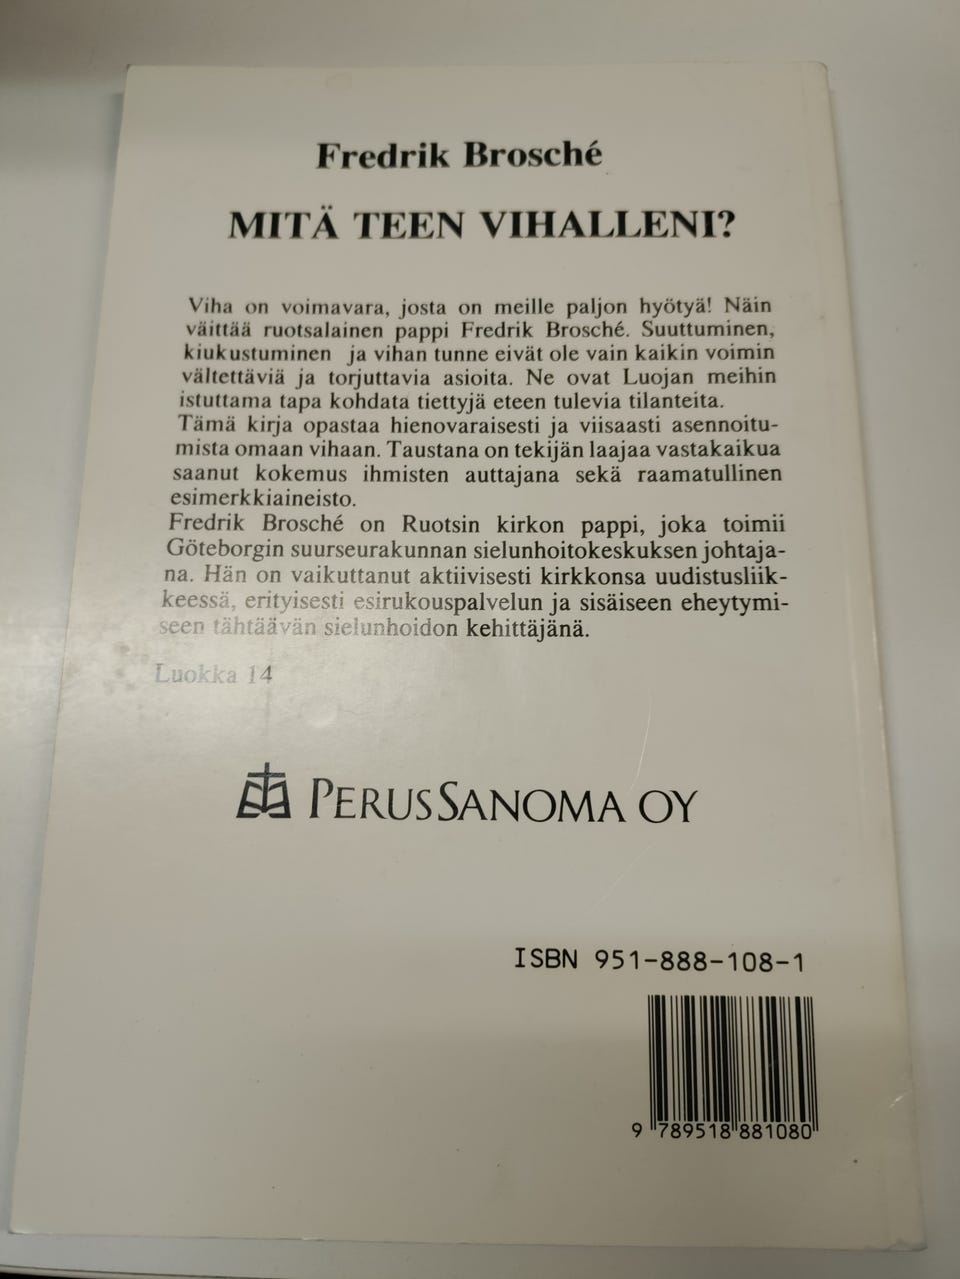 Fredrik Brosché
MITÄ TEEN VIHALLENI?
Viha on voimavara, josta on meille paljon hyötyä! Näin
väittää ruotsalainen pappi Fredrik Brosché. Suuttuminen,
kiukustuminen ja vihan tunne eivät ole vain kaikin voimin
vältettäviä ja torjuttavia asioita. Ne ovat Luojan meihin
istuttama tapa kohdata tiettyjä eteen tulevia tilanteita.
Tämä kirja opastaa hienovaraisesti ja viisaasti asennoitu-
mista omaan vihaan. Taustana on tekijän laajaa vastakaikua
saanut kokemus ihmisten auttajana sekä raamatullinen
esimerkkiaineisto.
Fredrik Brosché on Ruotsin kirkon pappi, joka toimii
Göteborgin suurseurakunnan sielunhoitokeskuksen johtaja-
na. Hän on vaikuttanut aktiivisesti kirkkonsa uudistusliik-
keessä, erityisesti esirukouspalvelun ja sisäiseen eheytymi-
seen tähtäävän sielunhoidon kehittäjänä.
Luokka 14
PERUSSANOMA OY
ISBN 951-888-108-1
9 789518 881080